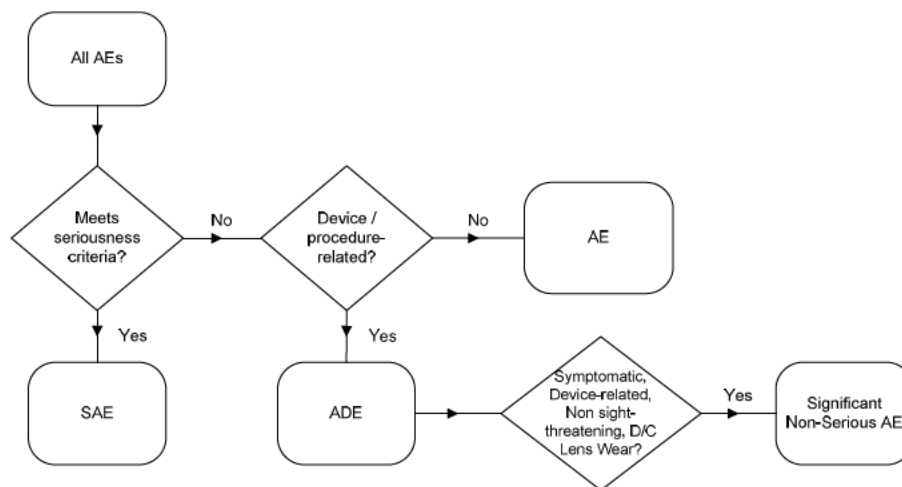 All AEs
Meets
seriousness
criteria?
No
Device /
procedure-
related?
No
AE
Yes
Yes
SAE
ADE
Symptomatic,
Device-related,
Non sight-
threatening, D/C
Lens Wear?
Yes
Significant
Non-Serious AE